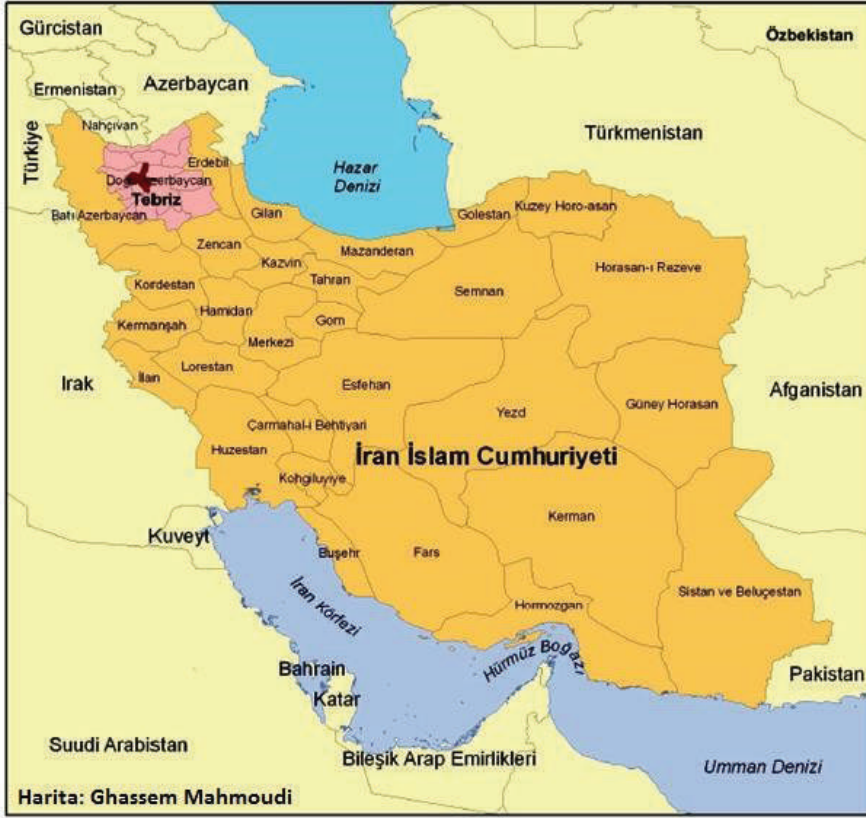 Gürcistan
Özbekistan
Ermenistan
Azerbaycan
Nahçıvan
Türkiye
Türkmenistan
Erdebil
Doğu Azerbaycan
Tebriz
Hazar
Denizi
Batı Azerbaycan
Gilan
Golestan
Kuzey Horo-asan
Zencan
Mazanderan
Kazvin
Tahran
Horasan-ı Rezeve
Kordestan
Semnan
Hamidan
Gom
Kermanşah
Merkezi
Lorestan
İlan
Irak
Esfehan
Afganistan
Yezd
Güney Horasan
Çarmahal-i Behtiyari
Huzestan
İran İslam Cumhuriyeti
Kohgiluyiye
Kerman
Kuveyt
Buşehr
Fars
İran Körfezi
Hormozgan
Sistan ve Beluçestan
Hürmüz Boğazı
Bahrain
Katar
Pakistan
Suudi Arabistan
Bileşik Arap Emirlikleri
Umman Denizi
Harita: Ghassem Mahmoudi